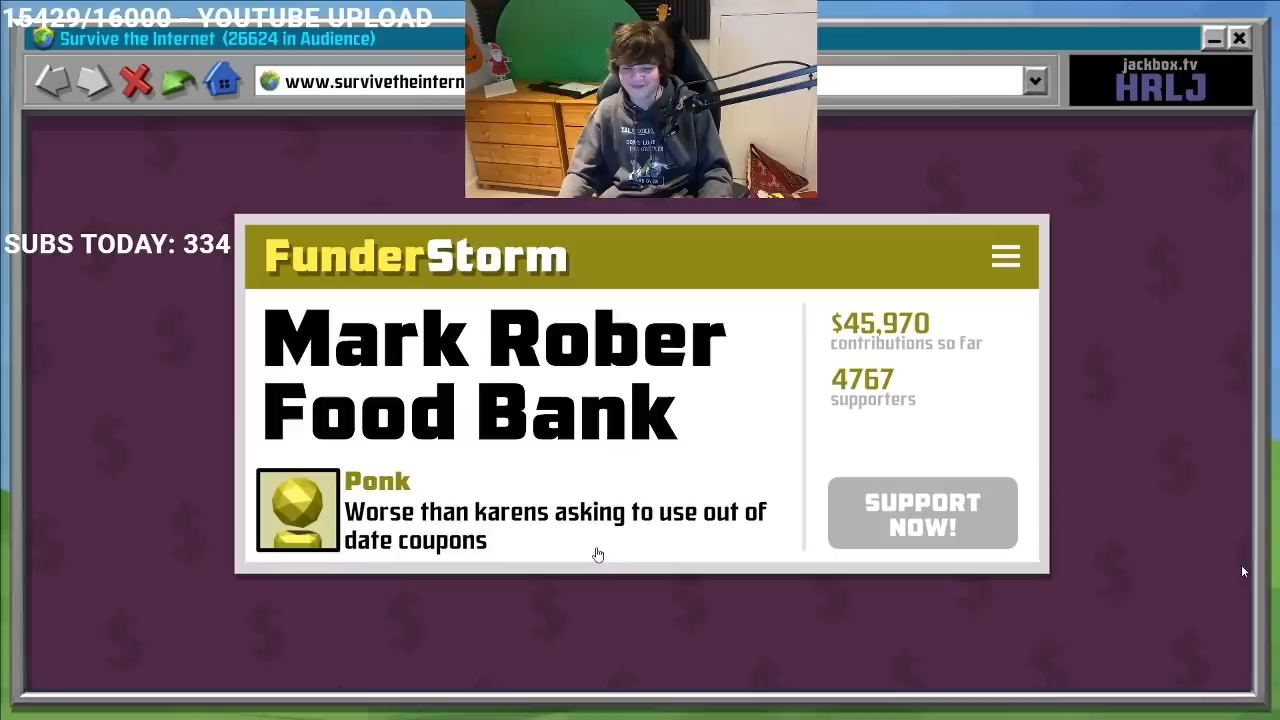 15429/16000 - YOUTUBE UPLOAD
Survive the Internet (26624 in Audience)
www.survivetheintern
jackbox.tv
HRLJ
SUBS TODAY: 334
FunderStorm
Mark Rober
Food Bank
$45,970
contributions so far
4767
supporters
Ponk
Worse than karens asking to use out of
date coupons
SUPPORT
NOW!